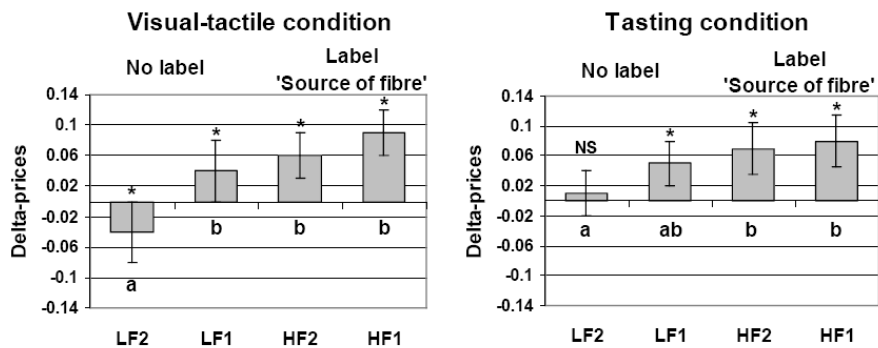 Visual-tactile condition
No label
Label
'Source of fibre'
Delta-prices
0.14
0.1
0.06
0.02
-0.02
-0.06
-0.1
-0.14
*
*
*
*
a
b
b
b
LF2 LF1 HF2 HF1
Tasting condition
No label
Label
'Source of fibre'
Delta-prices
0.14
0.1
0.06
0.02
-0.02
-0.06
-0.1
-0.14
NS
*
*
*
a ab b b
LF2 LF1 HF2 HF1